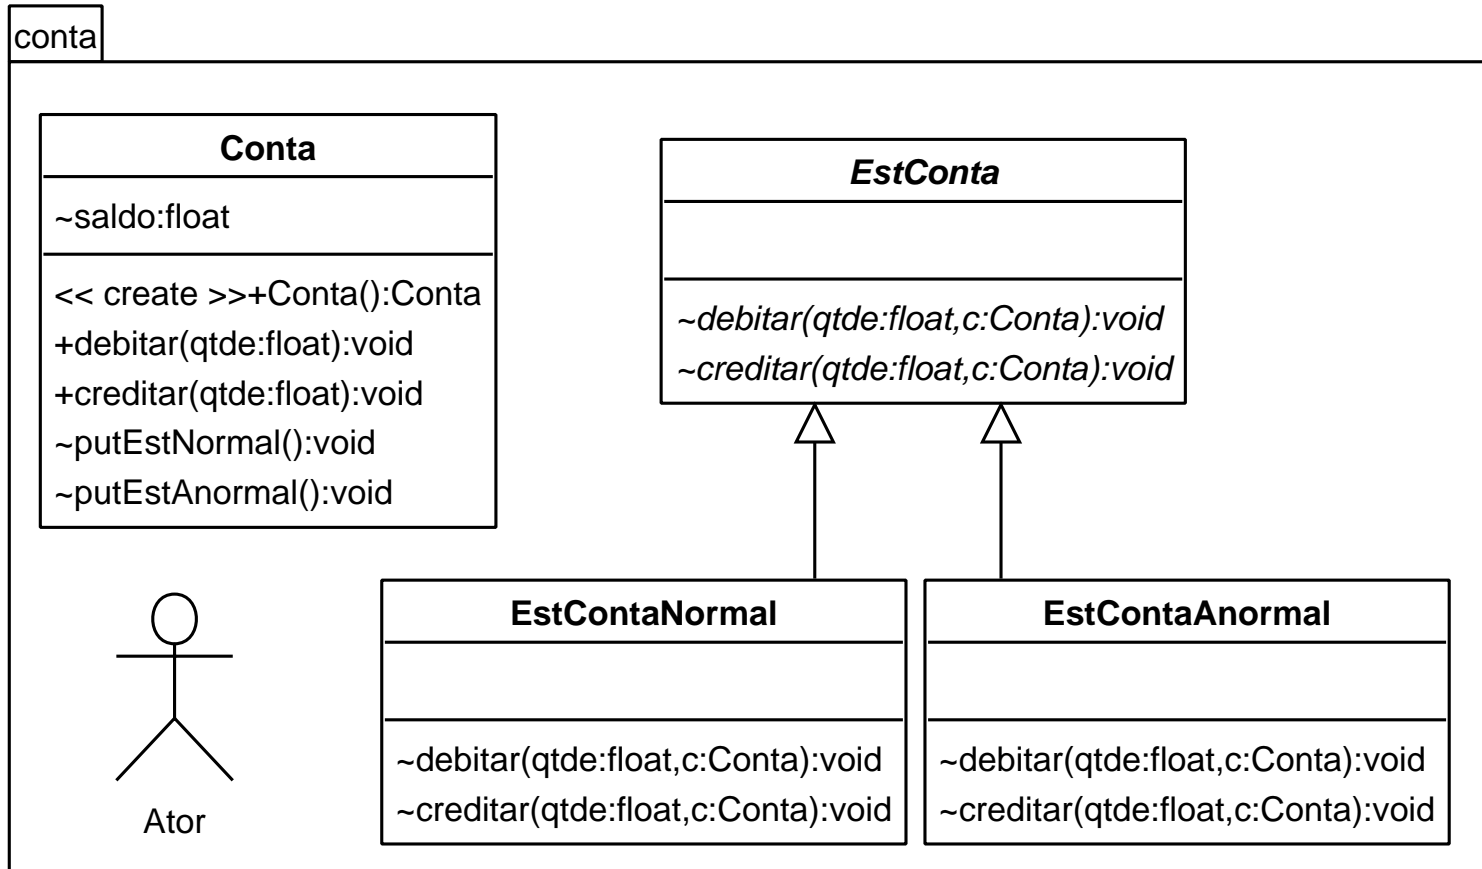 conta
Conta
~saldo:float
<< create >>+Conta():Conta
+debitar(qtde:float):void
+creditar(qtde:float):void
~putEstNormal():void
~putEstAnormal():void
EstConta
~debitar(qtde:float,c:Conta):void
~creditar(qtde:float,c:Conta):void
Ator
EstContaNormal
~debitar(qtde:float,c:Conta):void
~creditar(qtde:float,c:Conta):void
EstContaAnormal
~debitar(qtde:float,c:Conta):void
~creditar(qtde:float,c:Conta):void